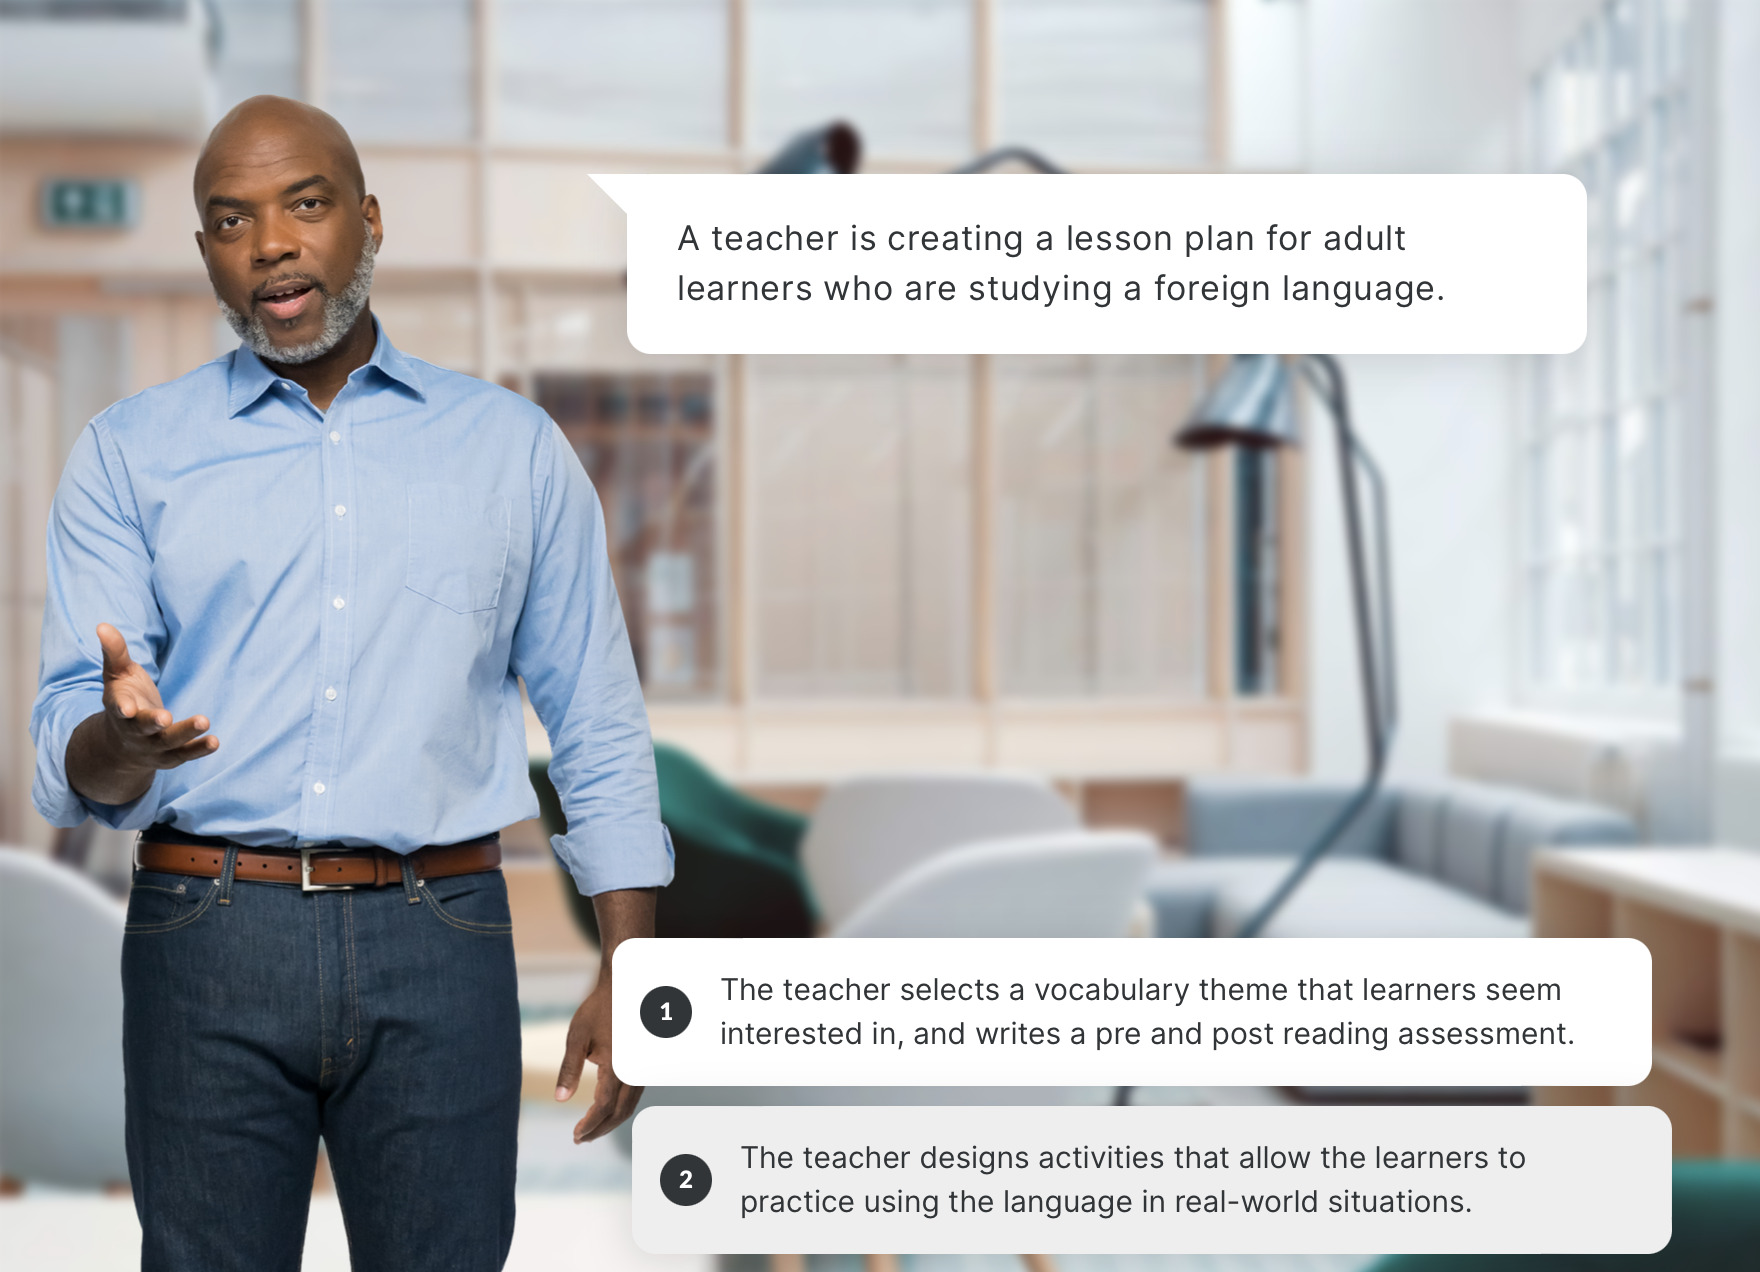 A teacher is creating a lesson plan for adult
learners who are studying a foreign language.
1
The teacher selects a vocabulary theme that learners seem
interested in, and writes a pre and post reading assessment.
2
The teacher designs activities that allow the learners to
practice using the language in real-world situations.